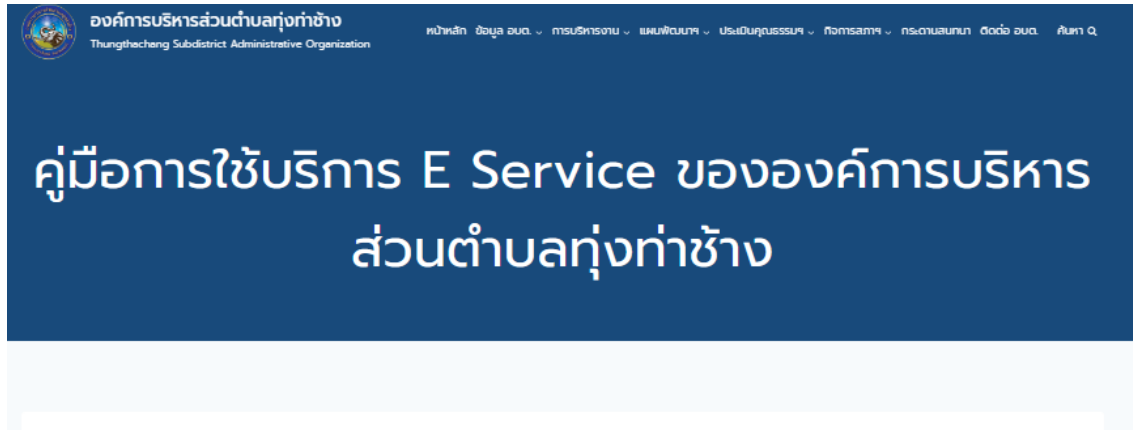 องค์การบริหารส่วนตำบลทุ่งท่าช้าง
Thungthachang Subdistrict Administrative Organization
หน้าหลัก ข้อมูล อบต. การบริหารงาน แผนพัฒนาฯ ประเมินคุณธรรมฯ กิจการสภาฯ กระดานสนทนา ติดต่อ อบต. ค้นหา
คู่มือการใช้บริการ E Service ขององค์การบริหาร
ส่วนตำบลทุ่งท่าช้าง